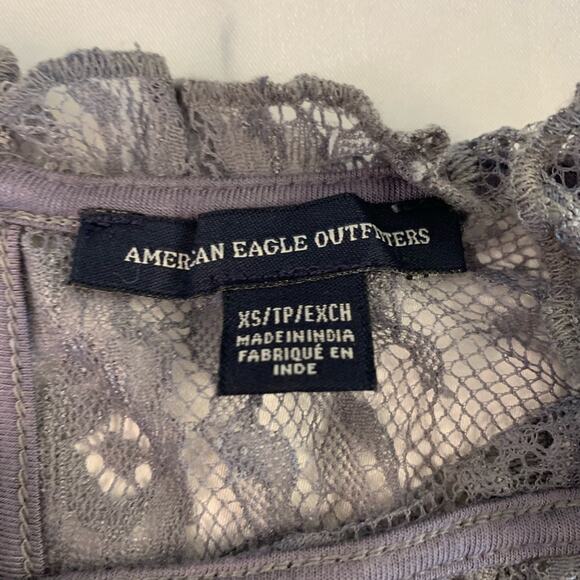 AMERICAN EAGLE OUTFITTERS
XS/TP/EXCH
MADE IN INDIA
FABRIQUÉ EN
INDE